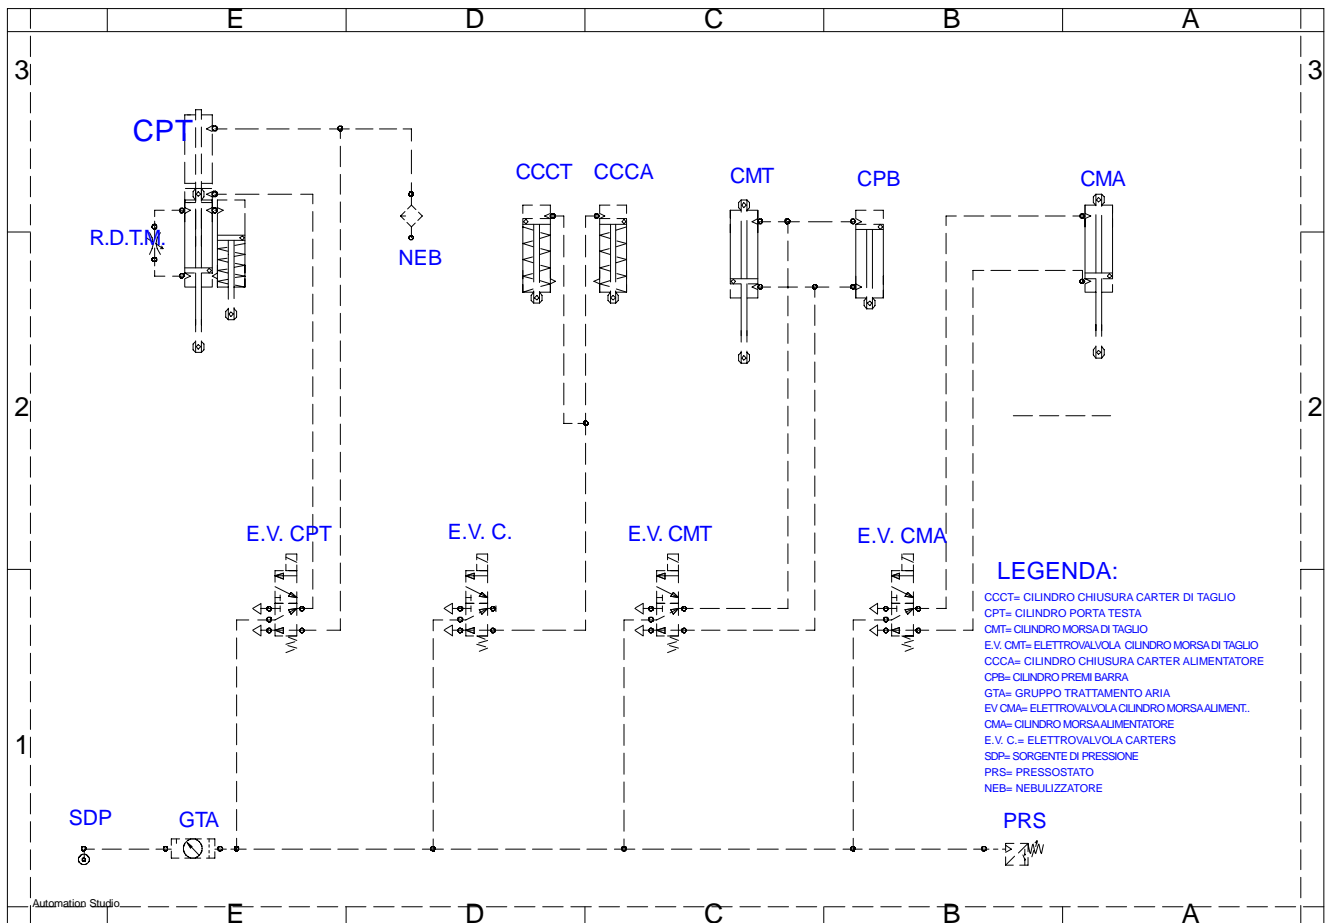 E D C B A
3 3
CPT
CCCT CCCA CMT CPB CMA
R.D.T.M.
NEB
2 2
E.V. CPT E.V. C. E.V. CMT E.V. CMA
LEGENDA:
CCCT= CILINDRO CHIUSURA CARTER DI TAGLIO
CPT= CILINDRO PORTA TESTA
CMT= CILINDRO MORSA DI TAGLIO
E.V. CMT= ELETTROVALVOLA CILINDRO MORSA DI TAGLIO
CCCA= CILINDRO CHIUSURA CARTER ALIMENTATORE
CPB= CILINDRO PREMI BARRA
GTA= GRUPPO TRATTAMENTO ARIA
EV CMA= ELETTROVALVOLA CILINDRO MORSA ALIMENT..
CMA= CILINDRO MORSA ALIMENTATORE
E.V. C.= ELETTROVALVOLA CARTERS
SDP= SORGENTE DI PRESSIONE
PRS= PRESSOSTATO
NEB= NEBULIZZATORE
1 1
SDP GTA PRS
Automation Studio
E D C B A